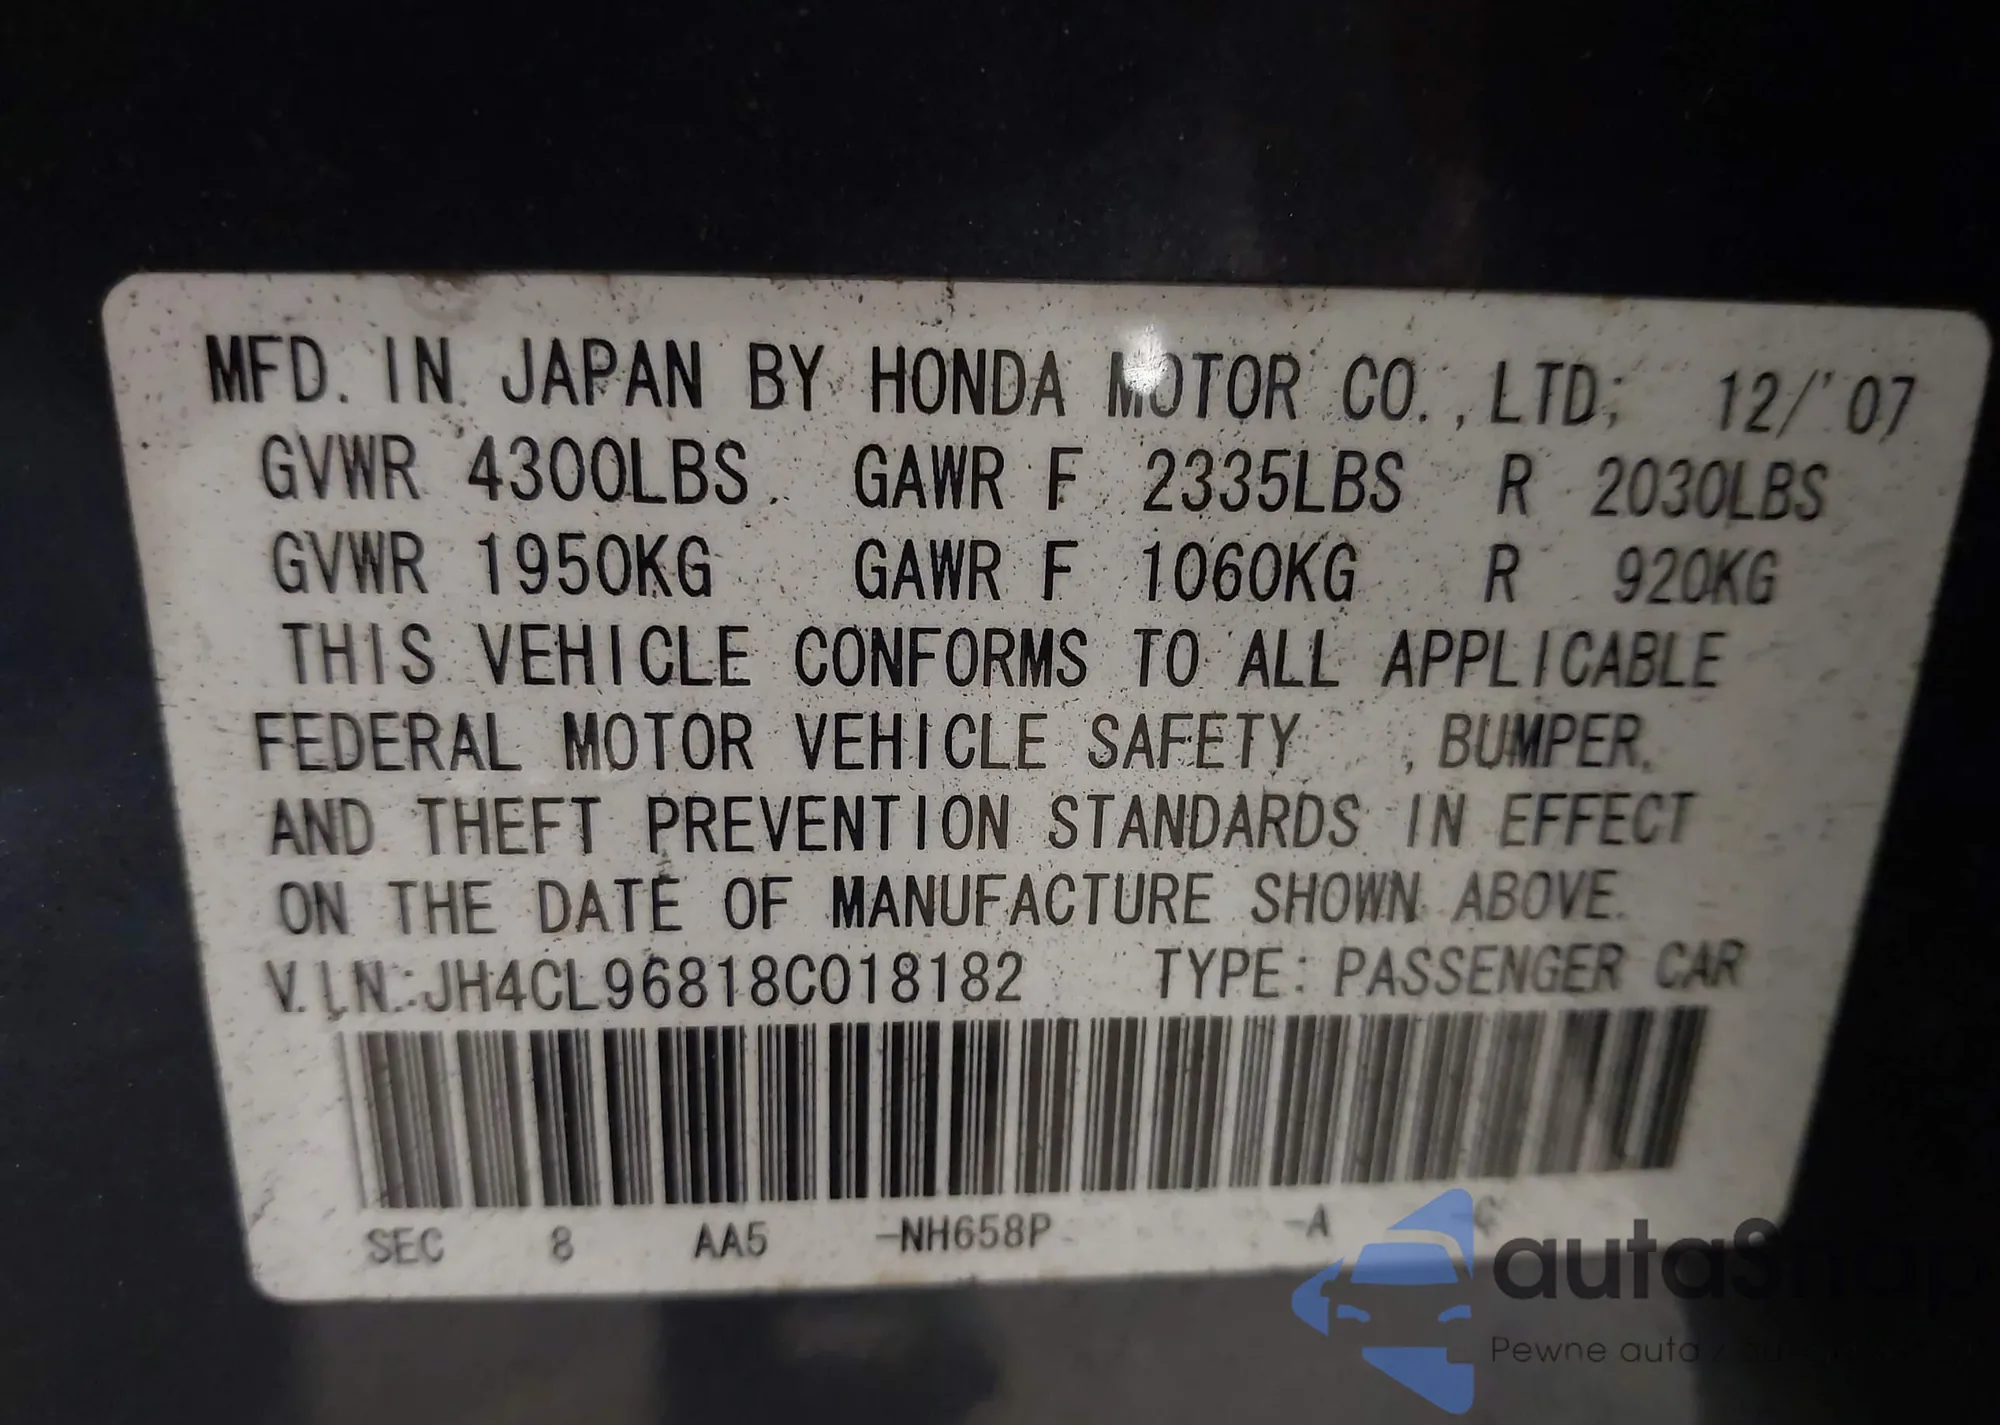 MFD. IN JAPAN BY HONDA MOTOR CO.,LTD; 12/'07
GVWR 4300LBS. GAWR F 2335LBS R 2030LBS
GVWR 1950KG GAWR F 1060KG R 920KG
THIS VEHICLE CONFORMS TO ALL APPLICABLE
FEDERAL MOTOR VEHICLE SAFETY , BUMPER,
AND THEFT PREVENTION STANDARDS IN EFFECT
ON THE DATE OF MANUFACTURE SHOWN ABOVE.
V.I.N.:JH4CL96818C018182 TYPE: PASSENGER CAR
SEC 8 AA5 -NH658P -A
autaShop
Pewne auta z